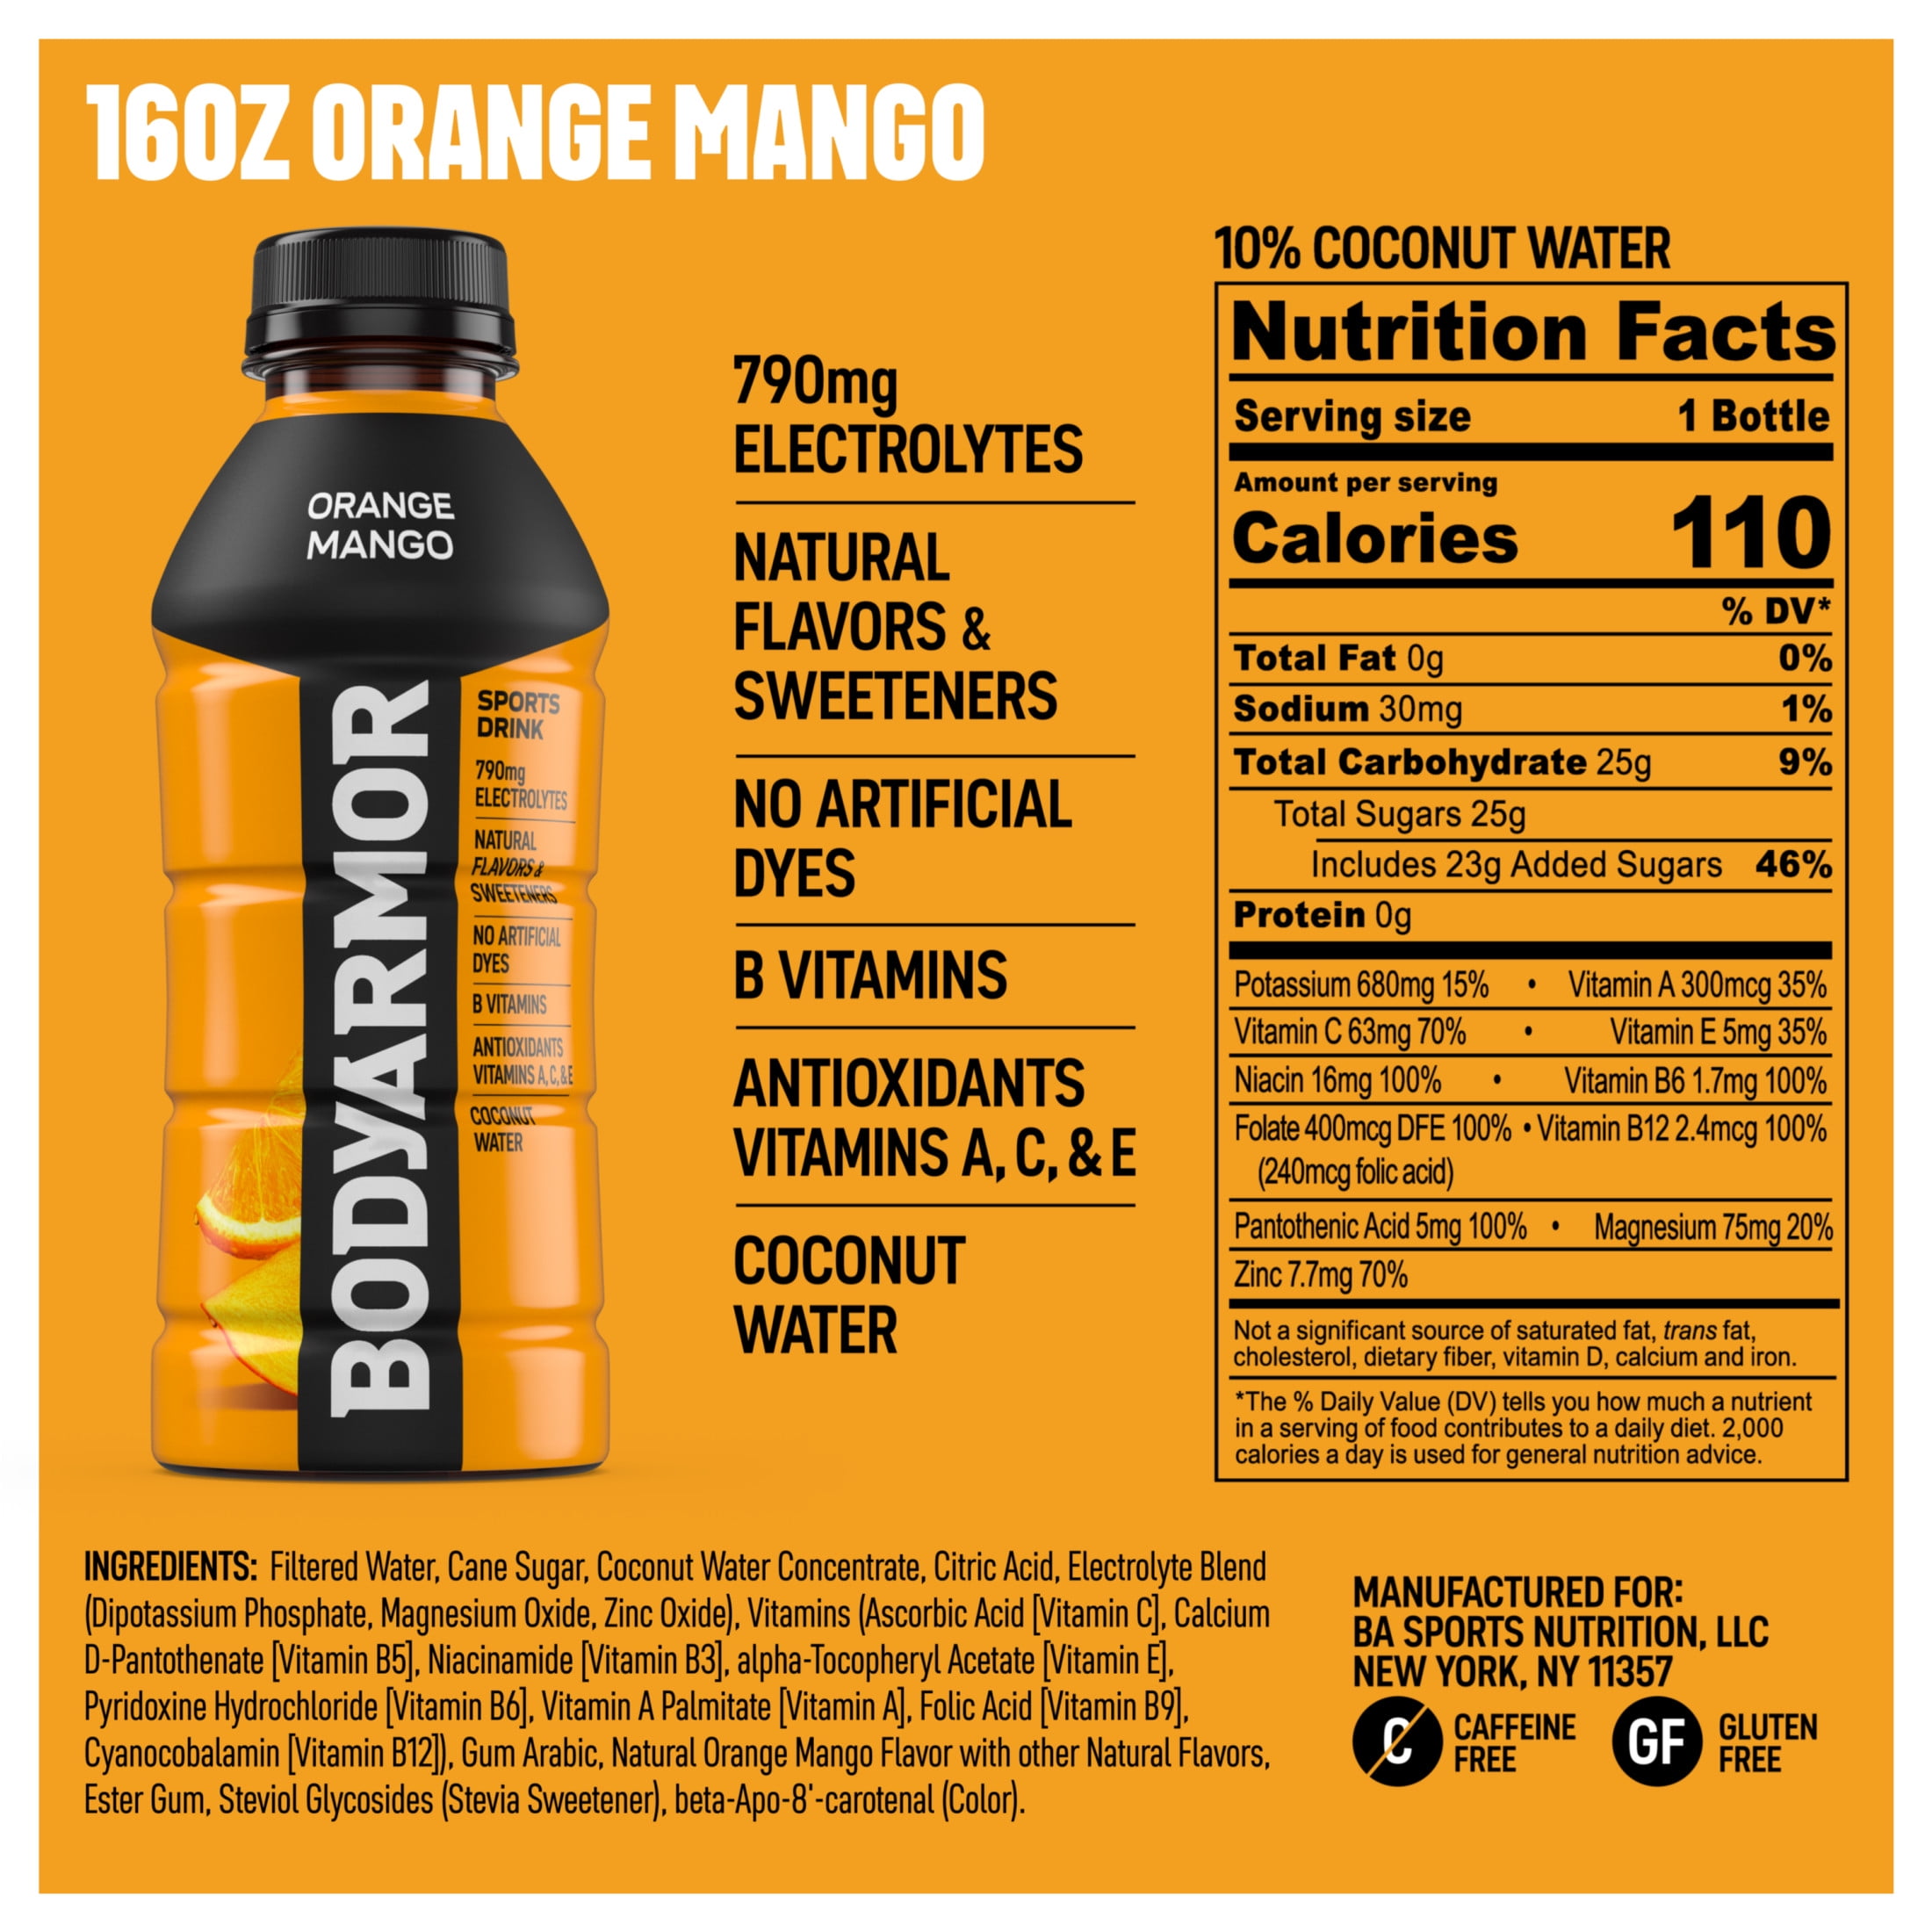 16OZ ORANGE MANGO
ORANGE
MANGO
BODYARMOR
SPORTS
DRINK
790mg
ELECTROLYTES
NATURAL
FLAVORS &
SWEETENERS
NO ARTIFICIAL
DYES
B VITAMINS
ANTIOXIDANTS
VITAMINS A, C, & E
COCONUT
WATER
790mg
ELECTROLYTES
NATURAL
FLAVORS &
SWEETENERS
NO ARTIFICIAL
DYES
B VITAMINS
ANTIOXIDANTS
VITAMINS A, C, & E
COCONUT
WATER
10% COCONUT WATER
Nutrition Facts
Serving size 1 Bottle
Amount per serving
Calories 110
% DV*
Total Fat 0g 0%
Sodium 30mg 1%
Total Carbohydrate 25g 9%
Total Sugars 25g
Includes 23g Added Sugars 46%
Protein 0g
Potassium 680mg 15% • Vitamin A 300mcg 35%
Vitamin C 63mg 70% • Vitamin E 5mg 35%
Niacin 16mg 100% • Vitamin B6 1.7mg 100%
Folate 400mcg DFE 100% • Vitamin B12 2.4mcg 100%
(240mcg folic acid)
Pantothenic Acid 5mg 100% • Magnesium 75mg 20%
Zinc 7.7mg 70%
Not a significant source of saturated fat, trans fat,
cholesterol, dietary fiber, vitamin D, calcium and iron.
*The % Daily Value (DV) tells you how much a nutrient
in a serving of food contributes to a daily diet. 2,000
calories a day is used for general nutrition advice.
INGREDIENTS: Filtered Water, Cane Sugar, Coconut Water Concentrate, Citric Acid, Electrolyte Blend
(Dipotassium Phosphate, Magnesium Oxide, Zinc Oxide), Vitamins (Ascorbic Acid [Vitamin C], Calcium
D-Pantothenate [Vitamin B5], Niacinamide [Vitamin B3], alpha-Tocopheryl Acetate [Vitamin E],
Pyridoxine Hydrochloride [Vitamin B6], Vitamin A Palmitate [Vitamin A], Folic Acid [Vitamin B9],
Cyanocobalamin [Vitamin B12]), Gum Arabic, Natural Orange Mango Flavor with other Natural Flavors,
Ester Gum, Steviol Glycosides (Stevia Sweetener), beta-Apo-8'-carotenal (Color).
MANUFACTURED FOR:
BA SPORTS NUTRITION, LLC
NEW YORK, NY 11357
C CAFFEINE
FREE
GF GLUTEN
FREE